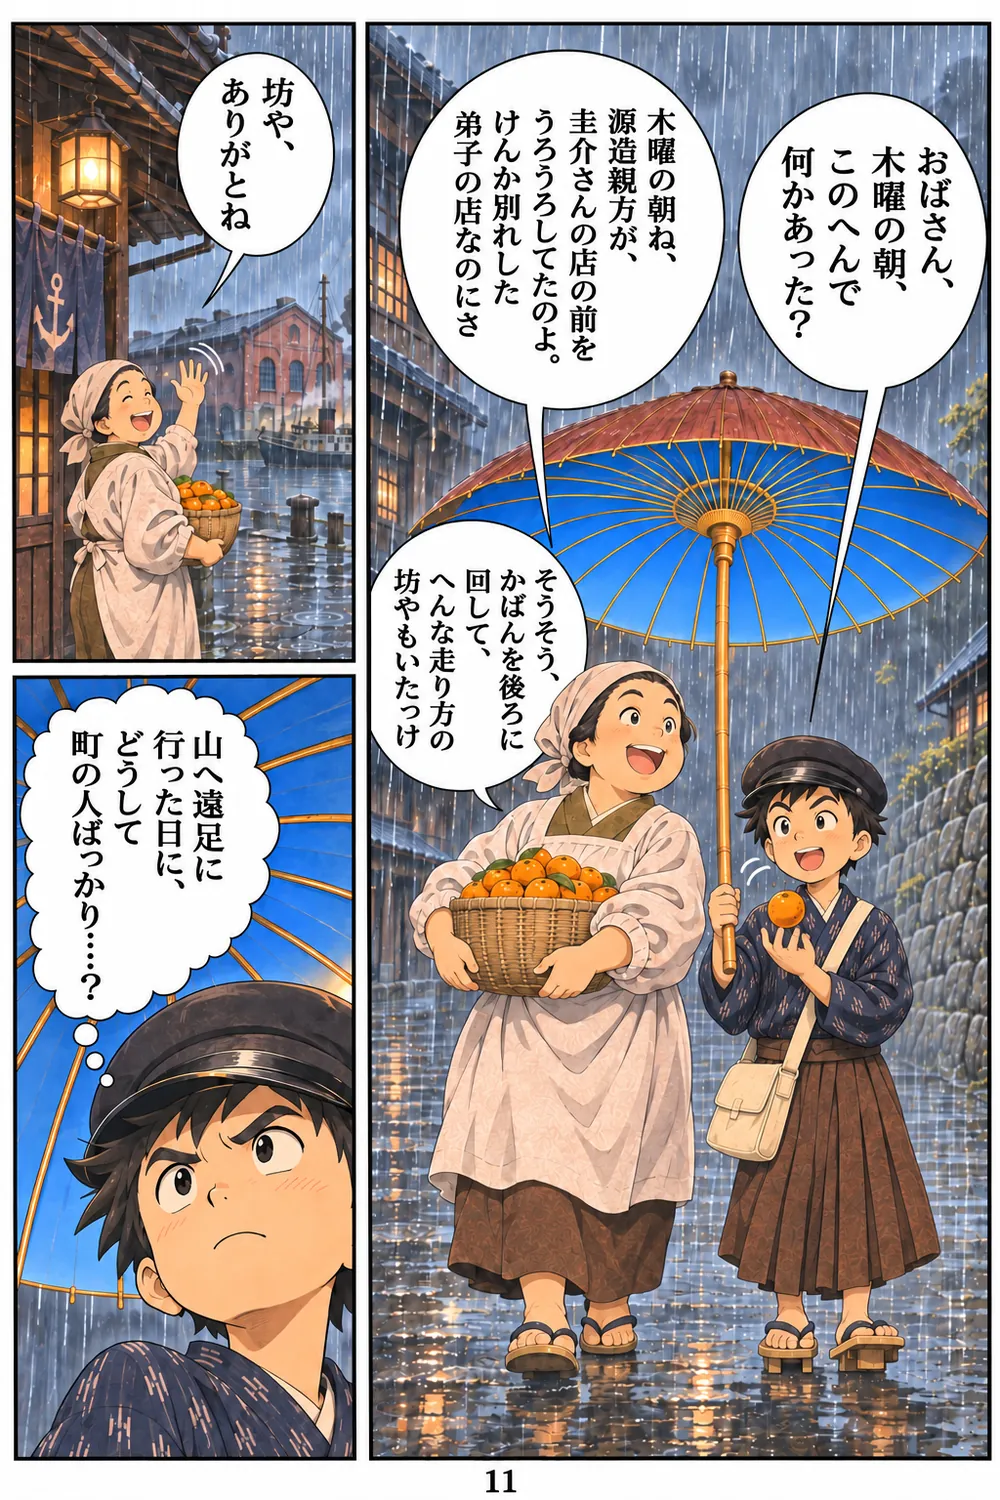 おばさん、
木曜の朝、
このへんで
何かあった？
木曜の朝ね、
源造親方が、
圭介さんの店の前を
うろうろしてたのよ。
けんか別れした
弟子の店なのにさ
そうそう、
かばんを後ろに
回して、
へんな走り方の
坊やもいたっけ
坊や、
ありがとね
山へ遠足に
行った日に、
どうして
町の人ばっかり……？
11